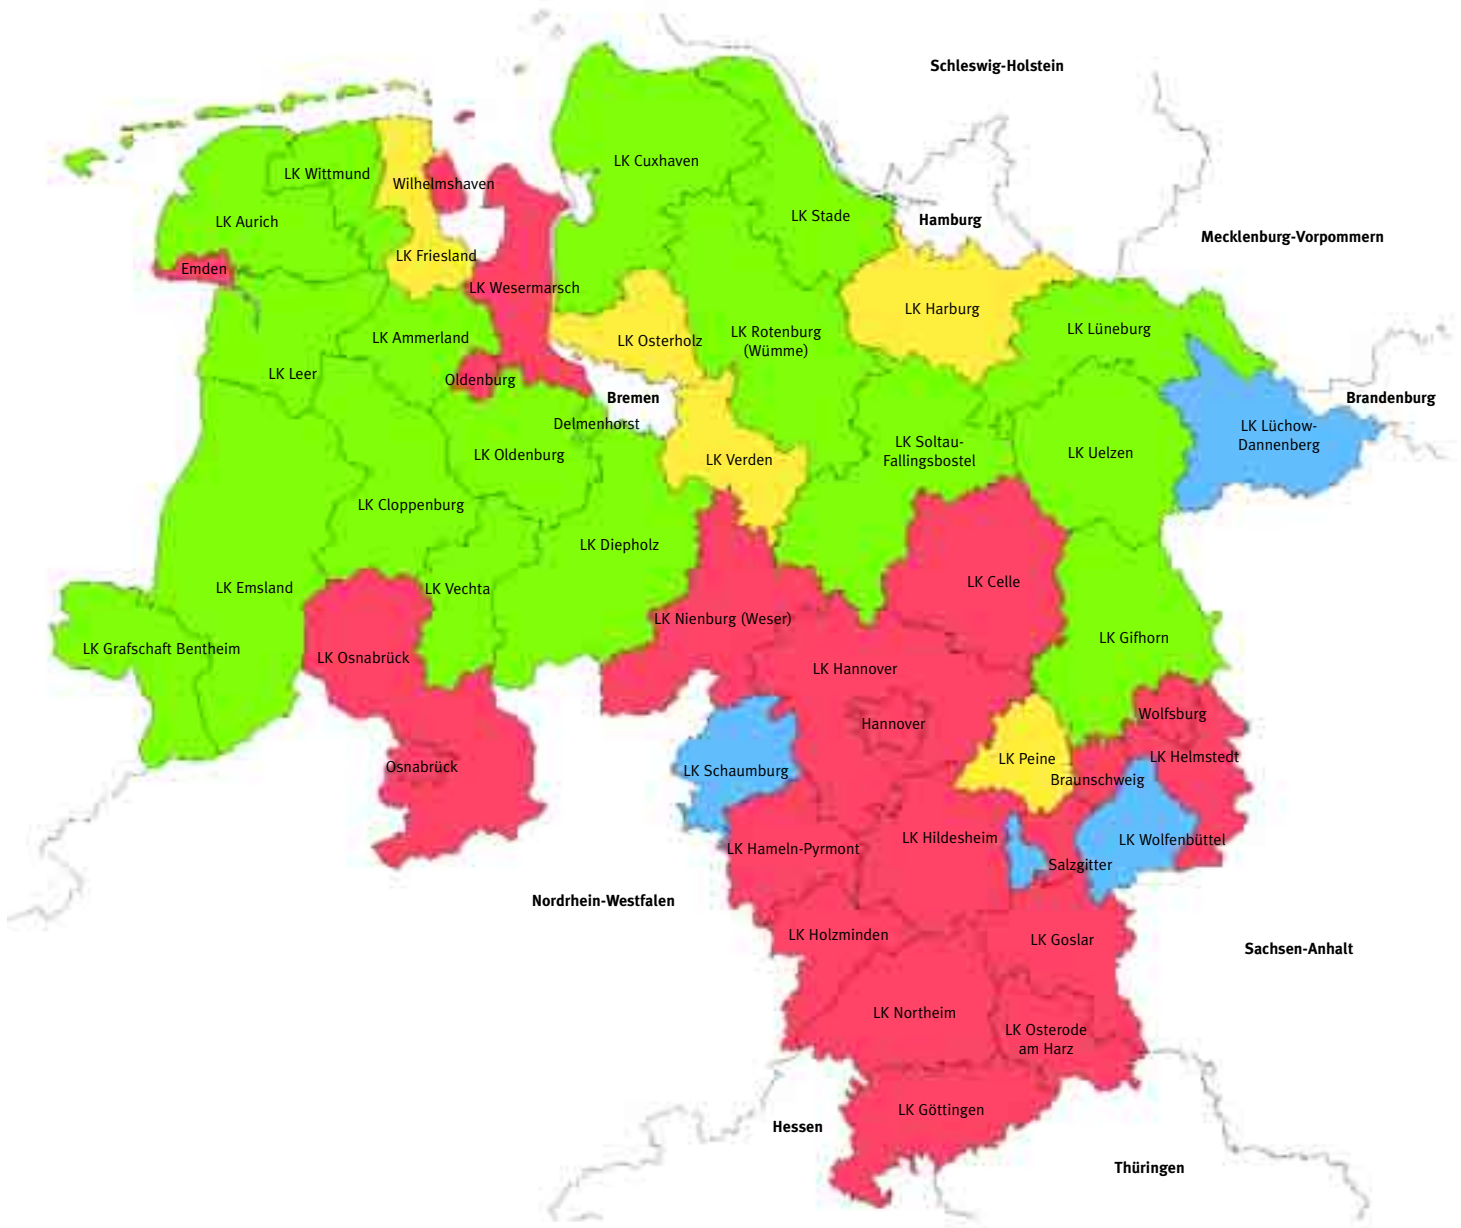 Schleswig-Holstein
LK Cuxhaven
LK Wittmund
Wilhelmshaven
LK Stade
Hamburg
LK Aurich
Mecklenburg-Vorpommern
LK Friesland
Emden
LK Wesermarsch
LK Harburg
LK Lüneburg
LK Ammerland
LK Osterholz
LK Rotenburg
(Wümme)
LK Leer
Oldenburg
Bremen
Brandenburg
Delmenhorst
LK Lüchow-
Dannenberg
LK Oldenburg
LK Verden
LK Soltau-
Fallingsbostel
LK Uelzen
LK Cloppenburg
LK Diepholz
LK Emsland
LK Vechta
LK Celle
LK Nienburg (Weser)
LK Gifhorn
LK Grafschaft Bentheim
LK Osnabrück
LK Hannover
Hannover
Wolfsburg
Osnabrück
LK Schaumburg
LK Peine
LK Helmstedt
Braunschweig
LK Hildesheim
LK Wolfenbüttel
LK Hameln-Pyrmont
Salzgitter
Nordrhein-Westfalen
LK Holzminden
LK Goslar
Sachsen-Anhalt
LK Northeim
LK Osterode
am Harz
LK Göttingen
Hessen
Thüringen